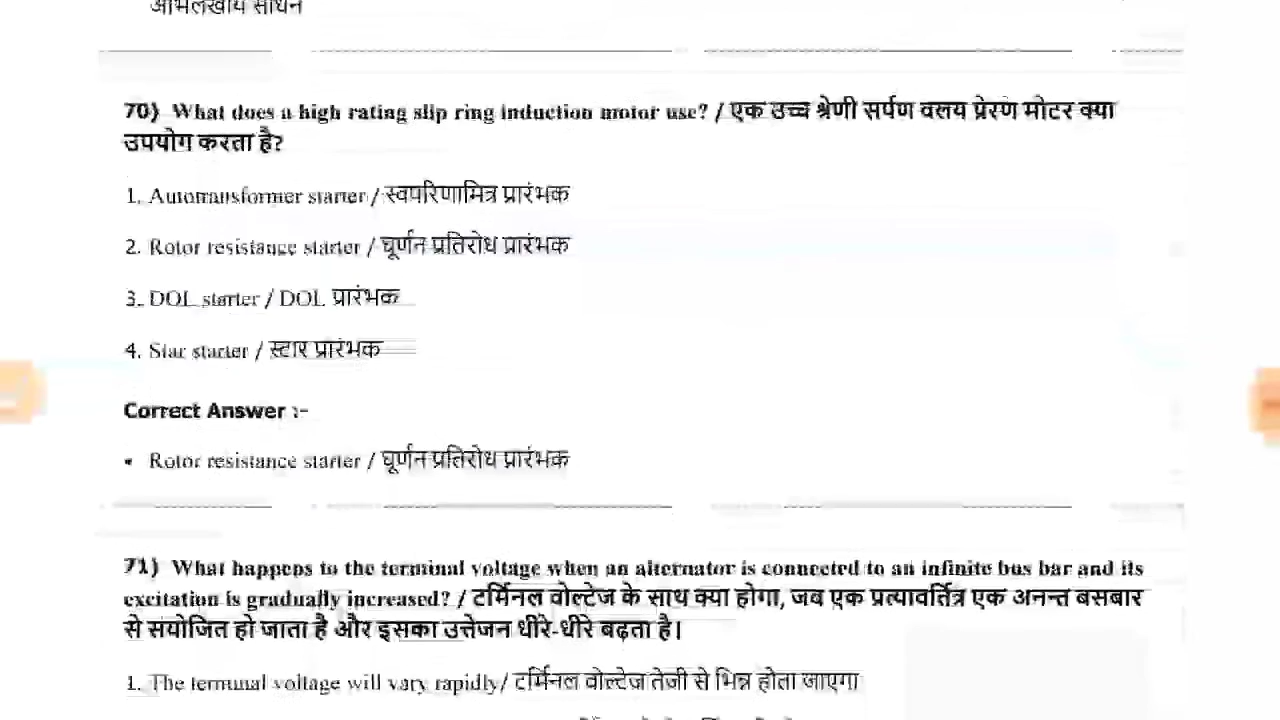 अभिलेखीय साधन
70) What does a high rating slip ring induction motor use? / एक उच्च श्रेणी सर्पण वलय प्रेरण मोटर क्या
उपयोग करता है?
1. Autotransformer starter / स्वपरिणामित्र प्रारंभक
2. Rotor resistance starter / घूर्णन प्रतिरोध प्रारंभक
3. DOL starter / DOL प्रारंभक
4. Star starter / स्टार प्रारंभक
Correct Answer :-
• Rotor resistance starter / घूर्णन प्रतिरोध प्रारंभक
71) What happens to the terminal voltage when an alternator is connected to an infinite bus bar and its
excitation is gradually increased? / टर्मिनल वोल्टेज के साथ क्या होगा, जब एक प्रत्यावर्तित्र एक अनन्त बसबार
से संयोजित हो जाता है और इसका उत्तेजन धीरे-धीरे बढ़ता है।
1. The terminal voltage will vary rapidly/ टर्मिनल वोल्टेज तेजी से भिन्न होता जाएगा